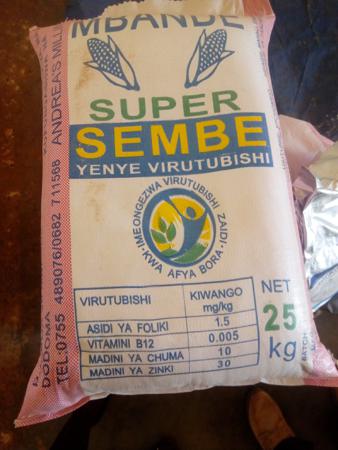 MBANDE
SUPER
SEMBE
YENYE VIRUTUBISHI
IMEONGEZWA VIRUTUBISHI ZAIDI
KWA AFYA BORA
VIRUTUBISHI KIWANGO mg/kg
ASIDI YA FOLIKI 1.5
VITAMINI B12 0.005
MADINI YA CHUMA 10
MADINI YA ZINKI 30
NET
25
kg
ANDREA'S MILL
DODOMA
TEL:0755 489076/0682 711568
BATCH